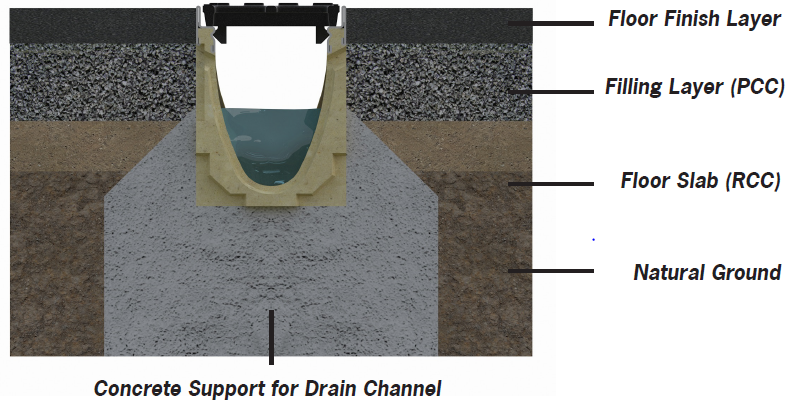 Floor Finish Layer
Filling Layer (PCC)
Floor Slab (RCC)
Natural Ground
Concrete Support for Drain Channel